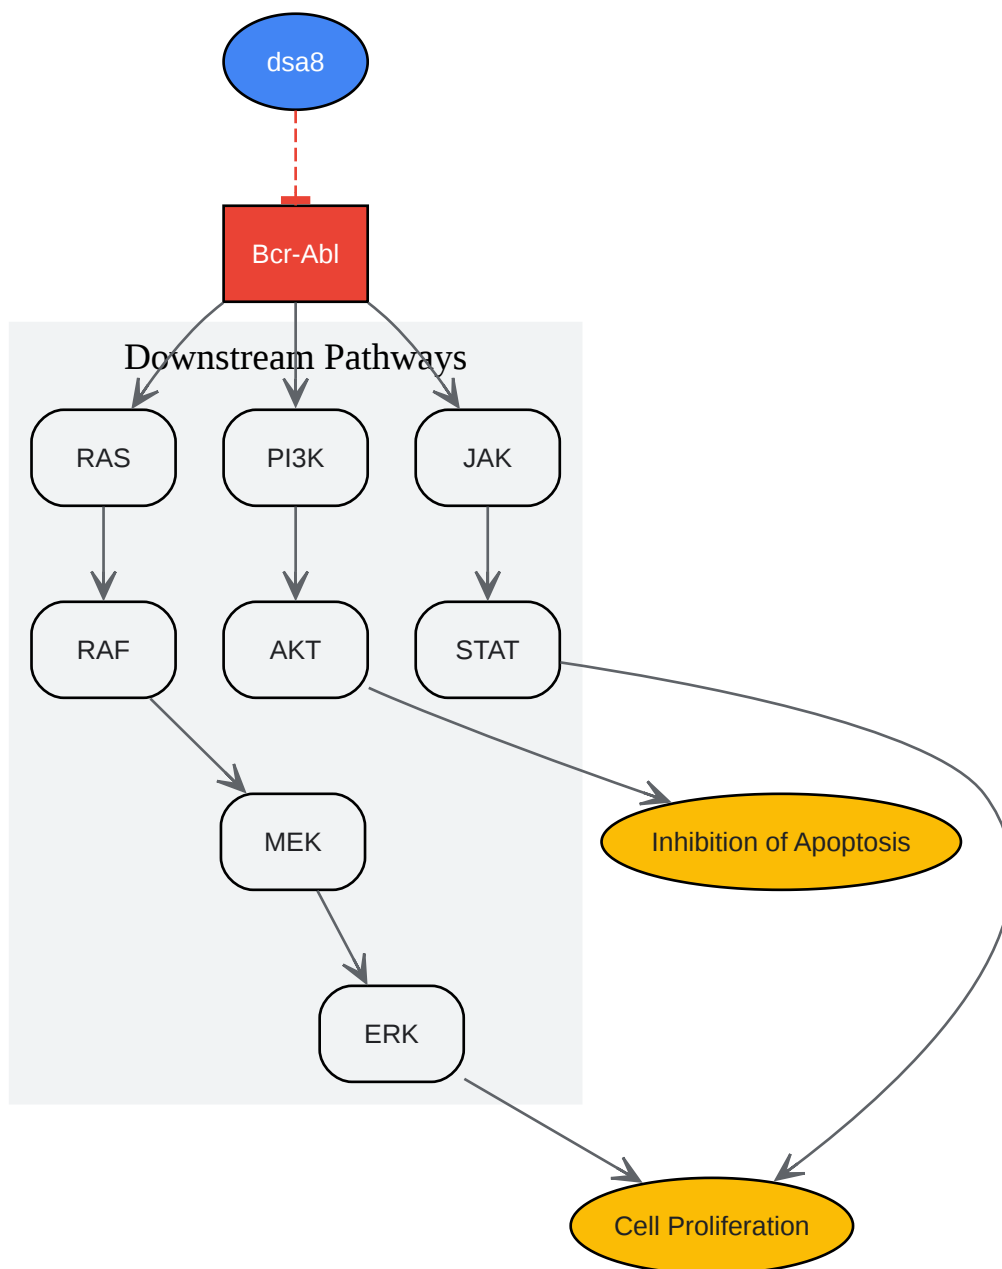 dsa8
Bcr-Abl
Downstream Pathways
RAS
PI3K
JAK
RAF
AKT
STAT
MEK
Inhibition of Apoptosis
ERK
Cell Proliferation